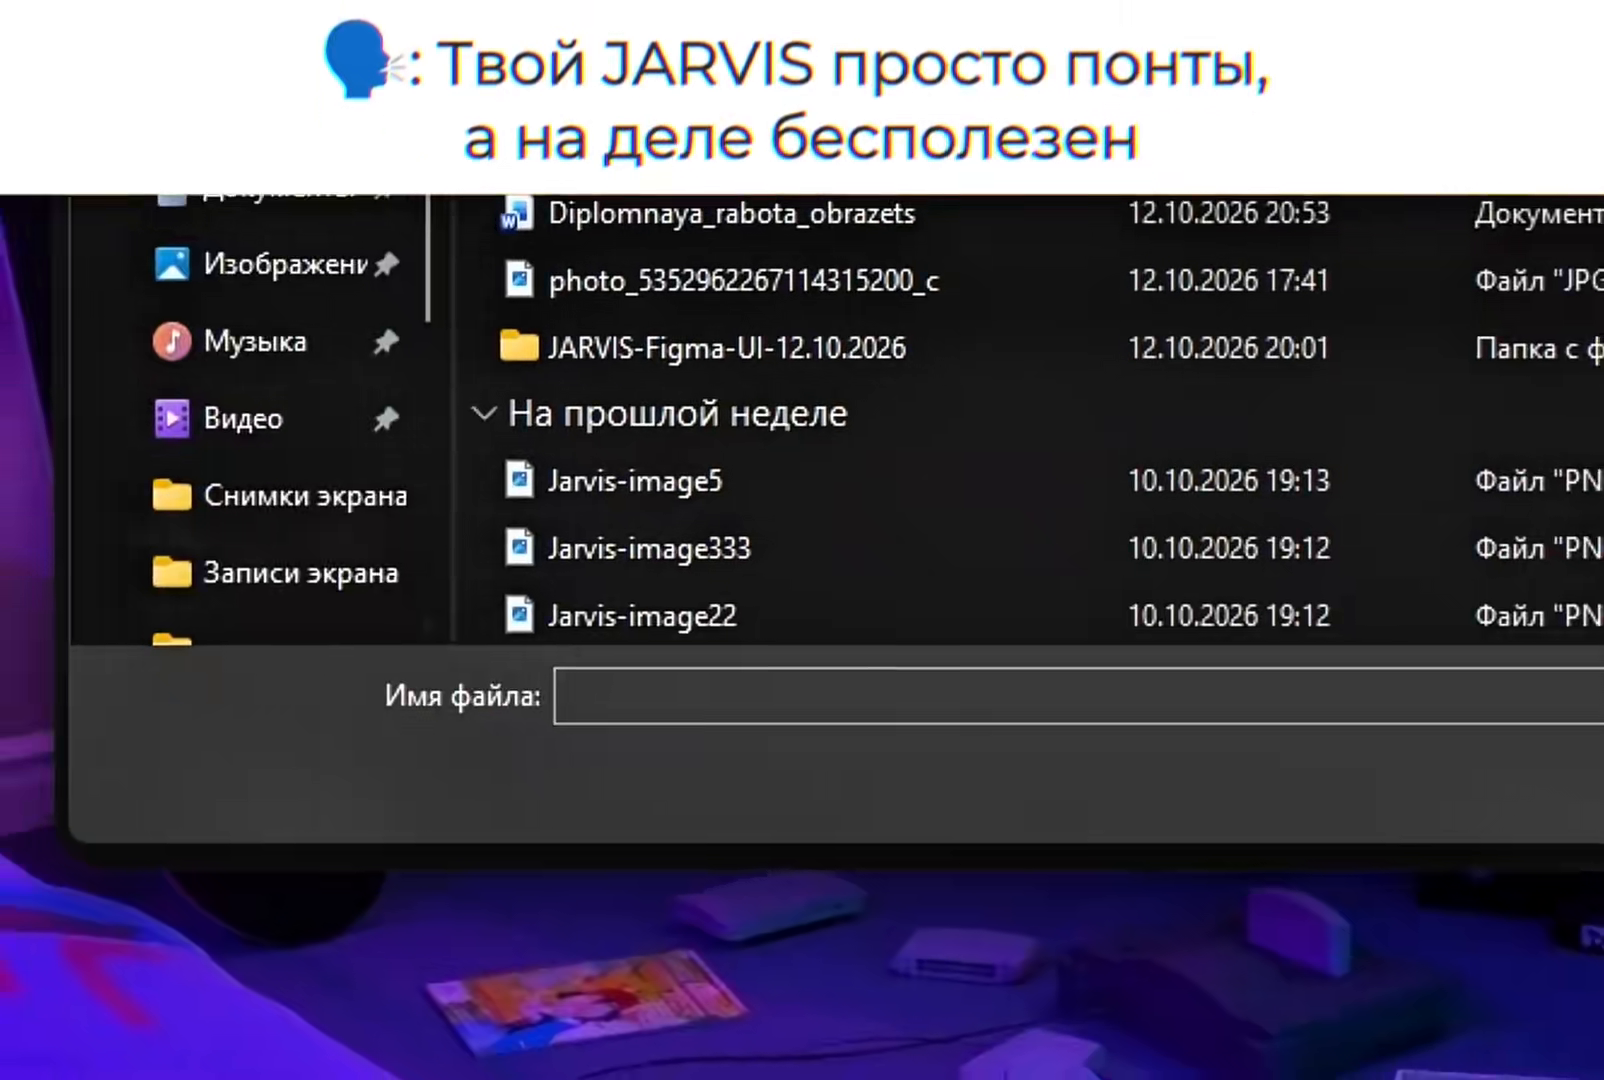 : Твой JARVIS просто понты,
а на деле бесполезен
Документы
Diplomnaya_rabota_obrazets 12.10.2026 20:53 Документ
Изображени
photo_5352962267114315200_c 12.10.2026 17:41 Файл "JPG
Музыка
JARVIS-Figma-UI-12.10.2026 12.10.2026 20:01 Папка с ф
Видео
На прошлой неделе
Снимки экрана
Jarvis-image5 10.10.2026 19:13 Файл "PN
Записи экрана
Jarvis-image333 10.10.2026 19:12 Файл "PN
Jarvis-image22 10.10.2026 19:12 Файл "PN
Имя файла: